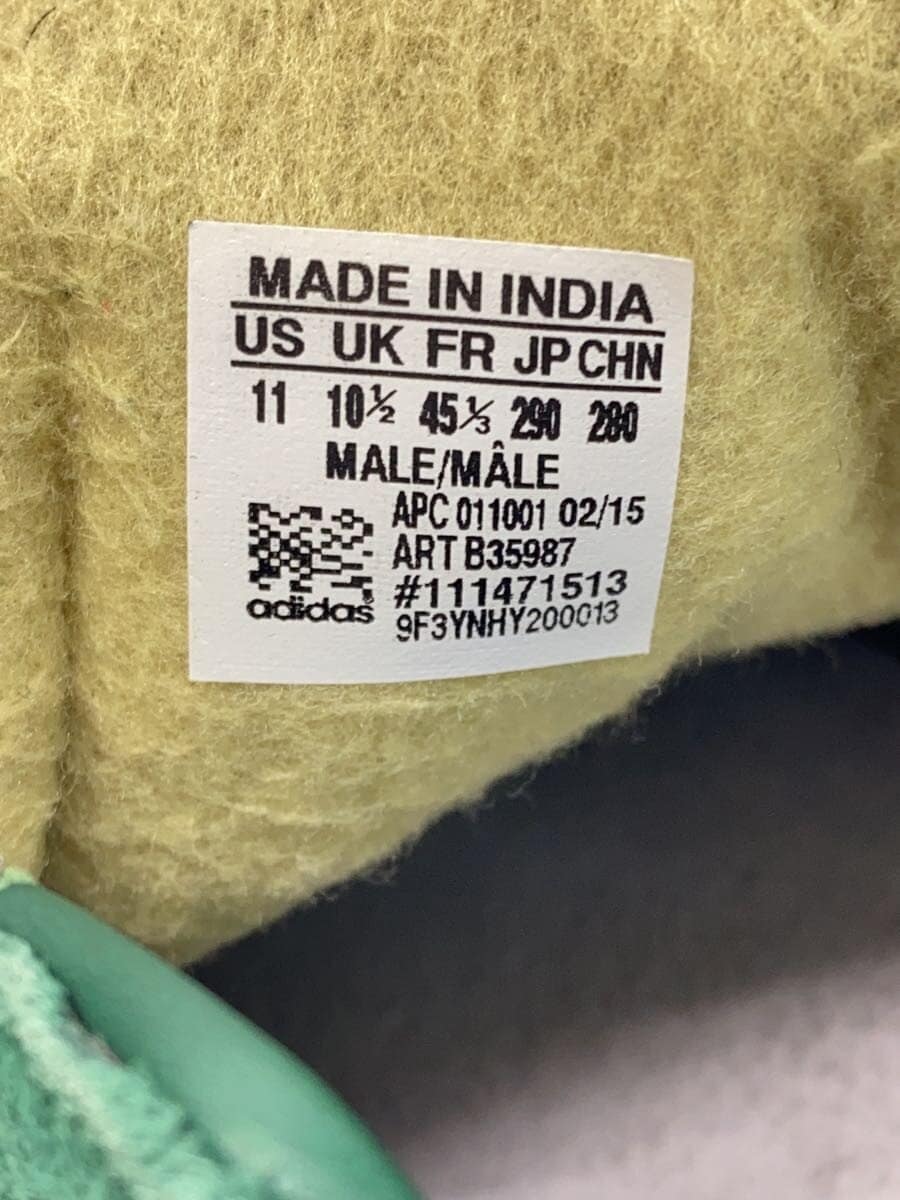 MADE IN INDIA
US UK FR JP CHN
11 10½ 45⅓ 290 280
MALE/MÂLE
APC 011001 02/15
ART B35987
#111471513
adidas 9F3YNHY200013